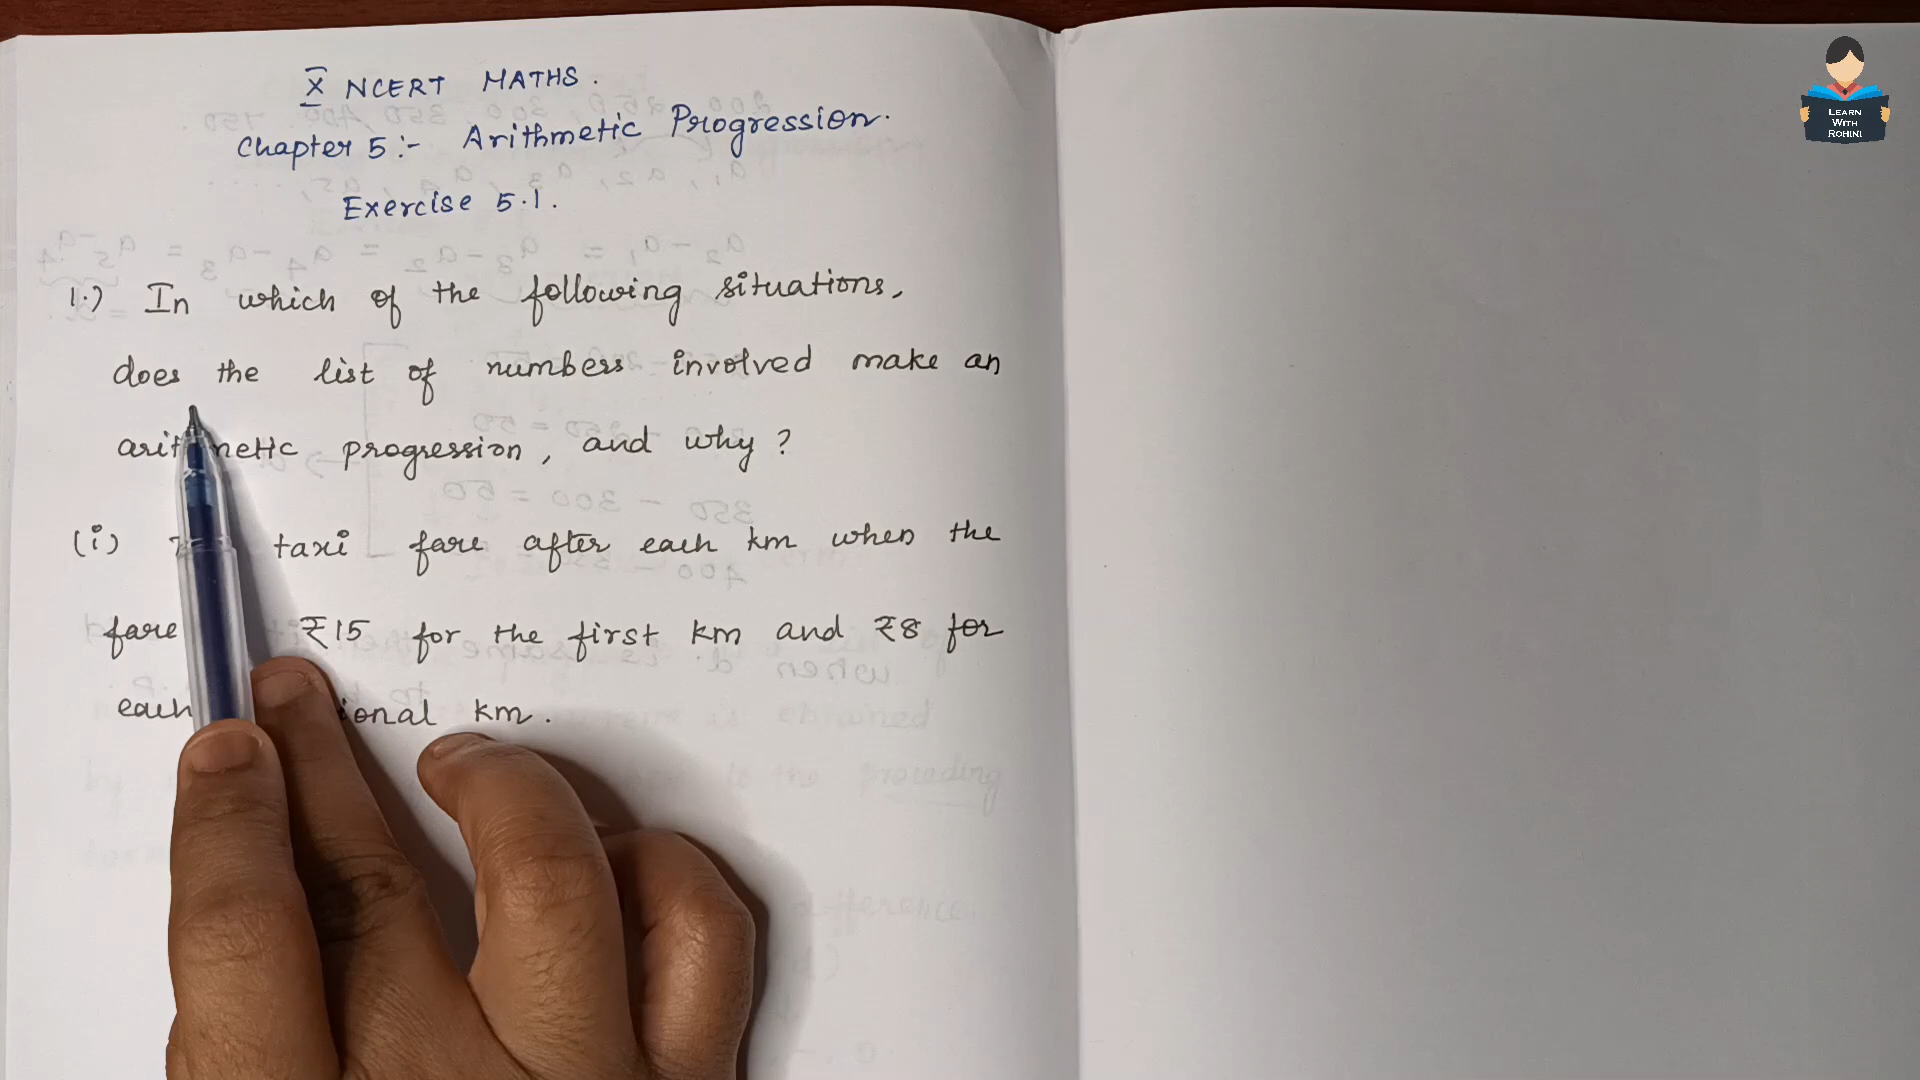 X NCERT MATHS.
Chapter 5:- Arithmetic Progression.
Exercise 5.1.
1.) In which of the following situations,
does the list of numbers involved make an
arithmetic progression, and why?
(i) taxi fare after each km when the
fare ₹15 for the first km and ₹8 for
each km.
LEARN
WITH
ROHINI